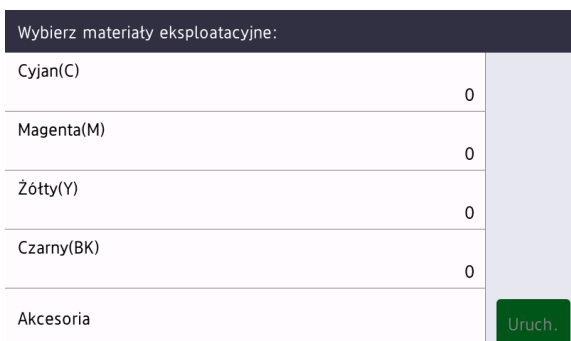 Wybierz materiały eksploatacyjne:
Cyjan(C)
0
Magenta(M)
0
Żółty(Y)
0
Czarny(BK)
0
Akcesoria
Uruch.